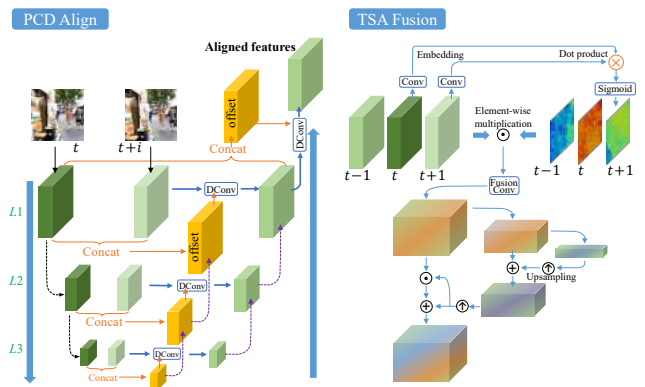 PCD Align
Aligned features
t
t+i
offset
Concat
DConv
L1
DConv
Concat
offset
L2
DConv
Concat
L3
DConv
Concat
TSA Fusion
Embedding
Dot product
Conv
Conv
Sigmoid
Element-wise
multiplication
t−1
t
t+1
t−1
t
t+1
Fusion
Conv
Upsampling